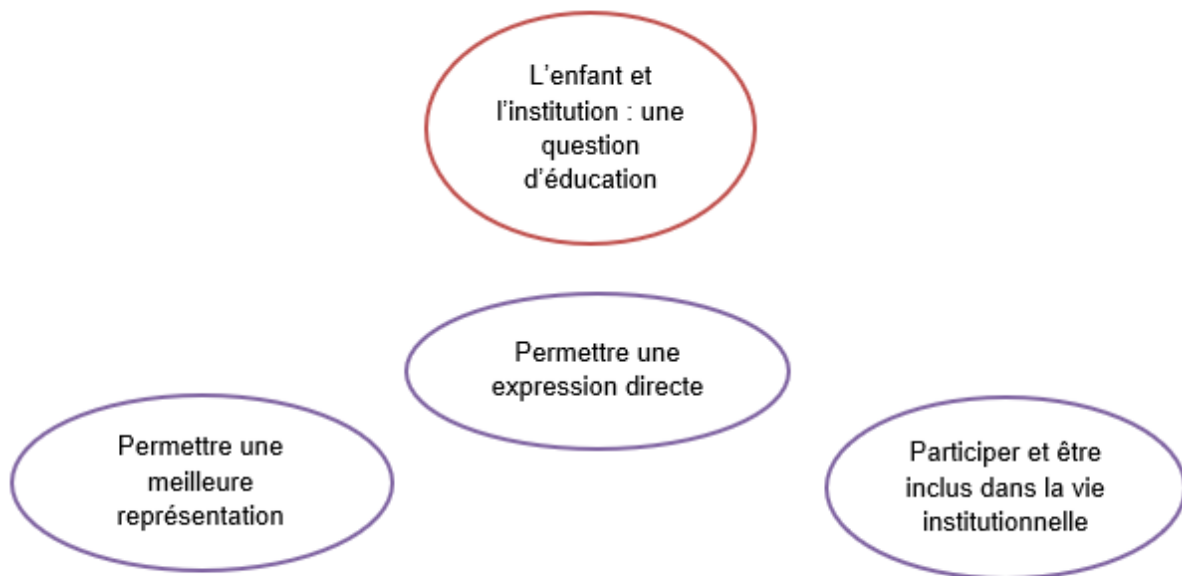 L'enfant et
l'institution : une
question
d'éducation
Permettre une
expression directe
Permettre une
meilleure
représentation
Participer et être
inclus dans la vie
institutionnelle